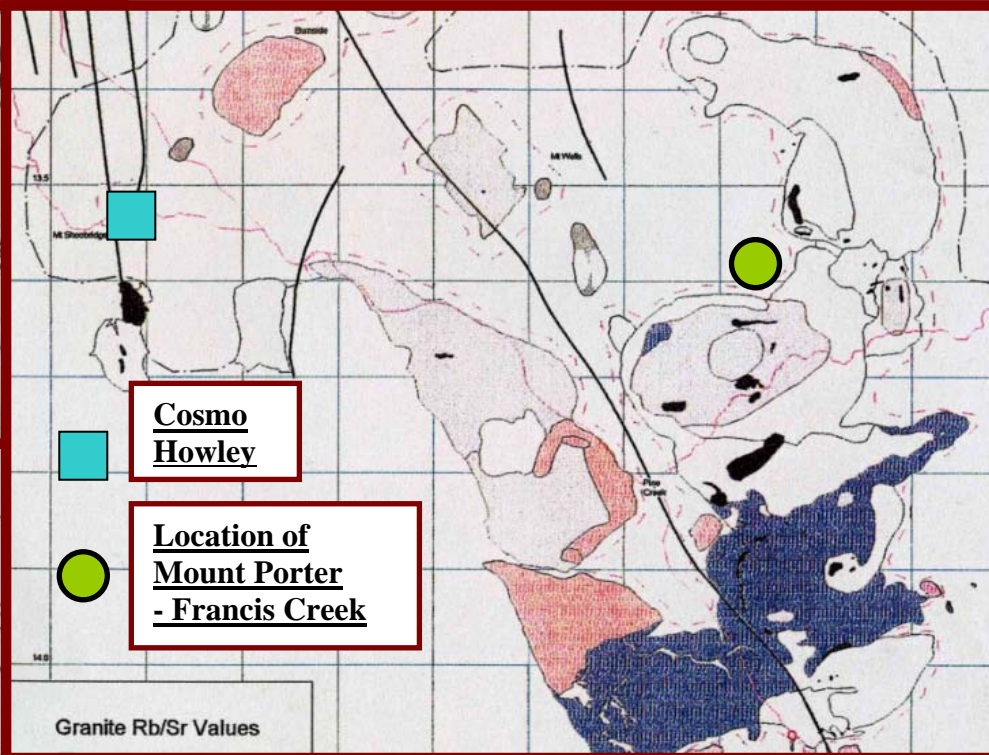 Burnside
Mt Wells
13.5
Mt Shoobridge
Cosmo
Howley
Pine
Creek
Location of
Mount Porter
- Francis Creek
14.0
Granite Rb/Sr Values